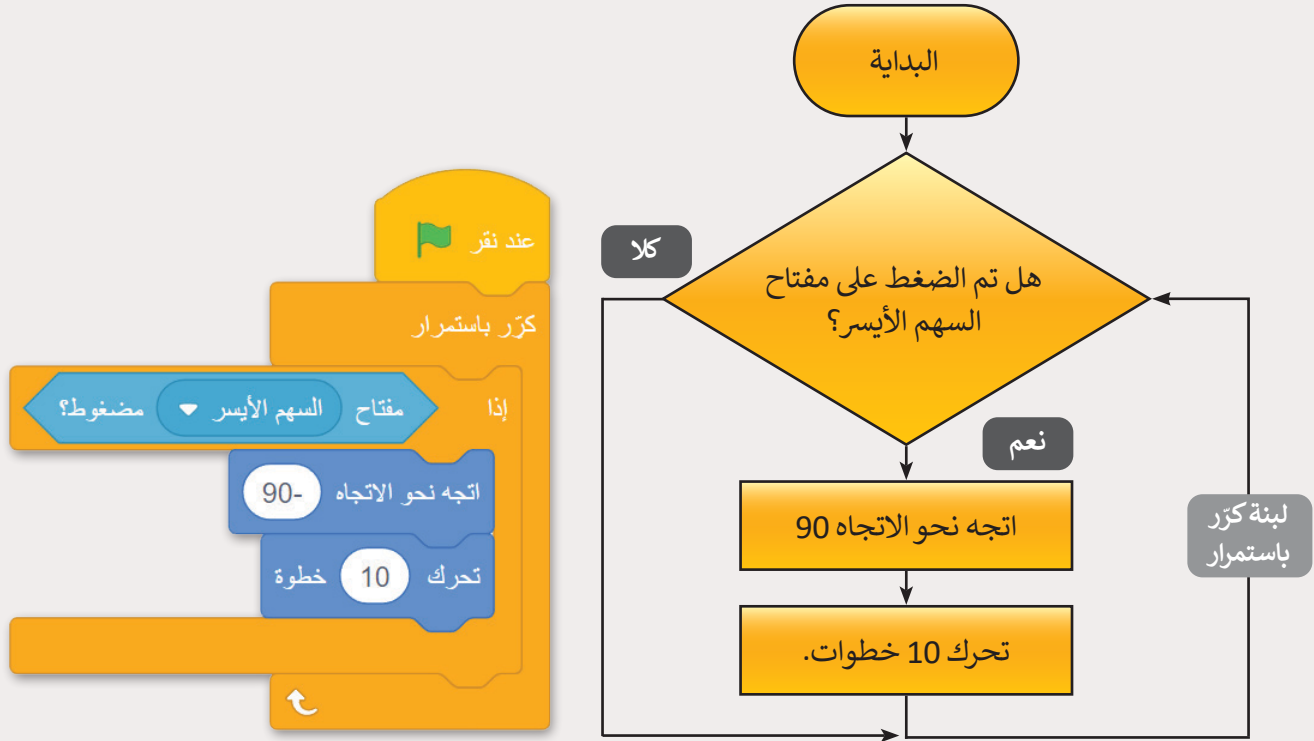 البداية
هل تم الضغط على مفتاح
السهم الأيسر؟
كلا
نعم
اتجه نحو الاتجاه 90
تحرك 10 خطوات.
لبنة كرّر
باستمرار
عند نقر
كرّر باستمرار
إذا مفتاح السهم الأيسر مضغوط؟
اتجه نحو الاتجاه -90
تحرك 10 خطوة